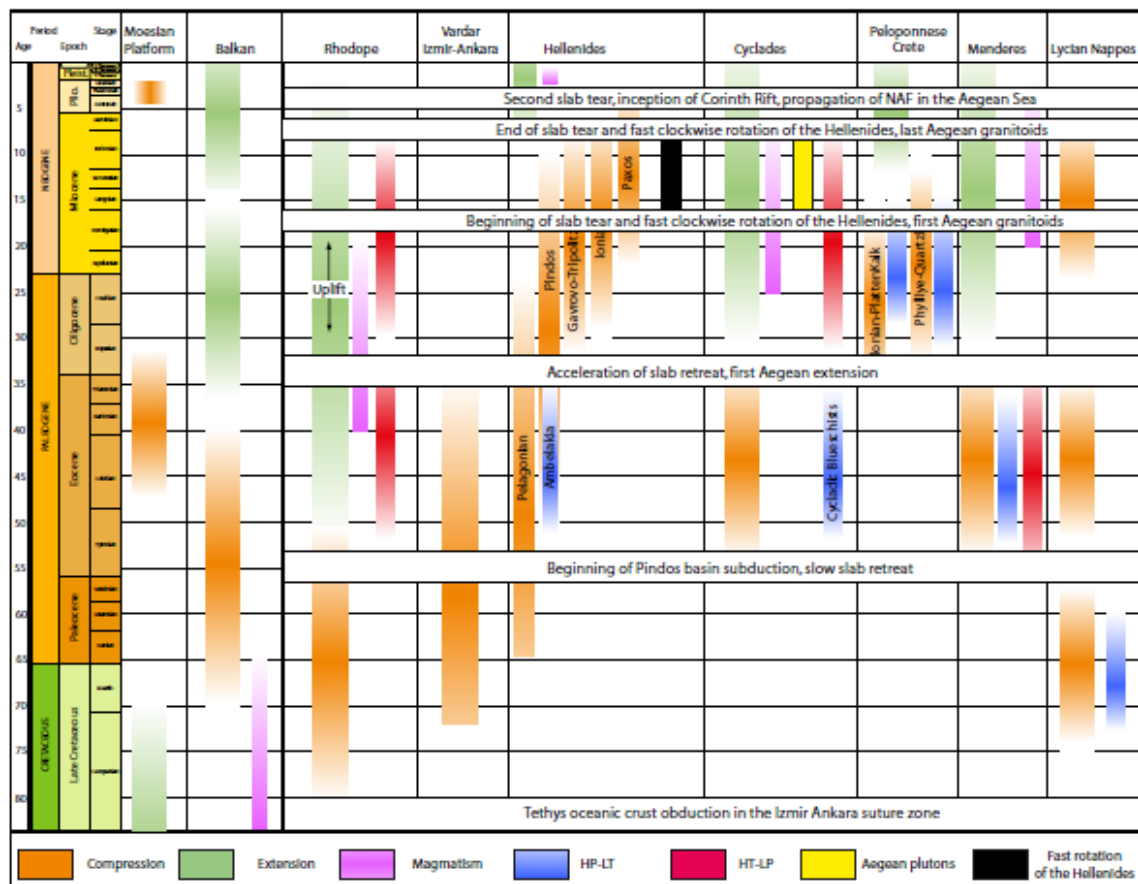 Period
Stage
Age
Epoch
Moesian
Platform
Balkan
Rhodope
Vardar
Izmir-Ankara
Hellenides
Cyclades
Peloponnese
Crete
Menderes
Lycian Nappes
NEOGENE
PALEOGENE
CRETACEOUS
Pleist.
Plio.
Miocene
Oligocene
Eocene
Paleocene
Late Cretaceous
5
10
15
20
25
30
35
40
45
50
55
60
65
70
75
80
Second slab tear, inception of Corinth Rift, propagation of NAF in the Aegean Sea
End of slab tear and fast clockwise rotation of the Hellenides, last Aegean granitoids
Paxos
Beginning of slab tear and fast clockwise rotation of the Hellenides, first Aegean granitoids
Uplift
Pindos
Gavrovo-Tripolitz
Ionia
Ionian-PlattenKalk
Phylliye-Quartz
Acceleration of slab retreat, first Aegean extension
Pelagonian
Ambelakia
Cycladic Blueschists
Beginning of Pindos basin subduction, slow slab retreat
Tethys oceanic crust obduction in the Izmir Ankara suture zone
Compression
Extension
Magmatism
HP-LT
HT-LP
Aegean plutons
Fast rotation
of the Hellenides